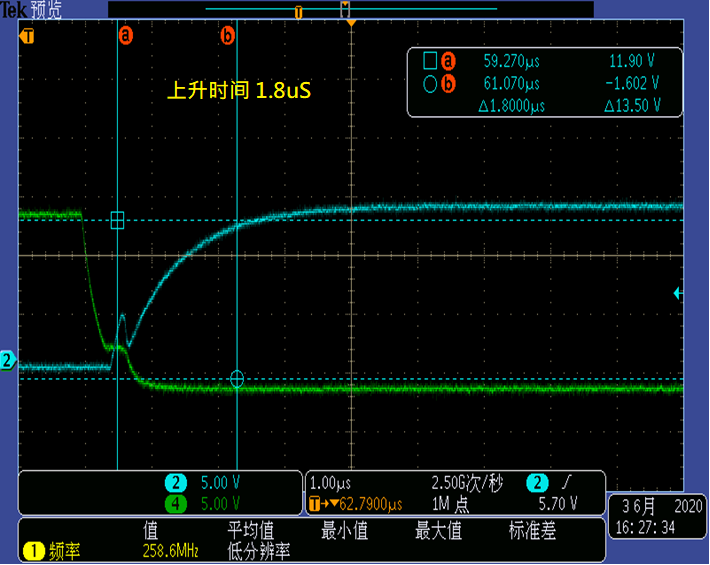 Tek 预览
T
T
a
b
a 59.270μs 11.90 V
b 61.070μs -1.602 V
Δ1.8000μs Δ13.50 V
上升时间 1.8uS
2
2 5.00 V
4 5.00 V
1.00μs 2.50G次/秒 2
T→▼62.7900μs 1M 点 5.70 V
值 平均值 最小值 最大值 标准差
1 频率 258.6MHz 低分辨率
3 6月 2020
16:27:34